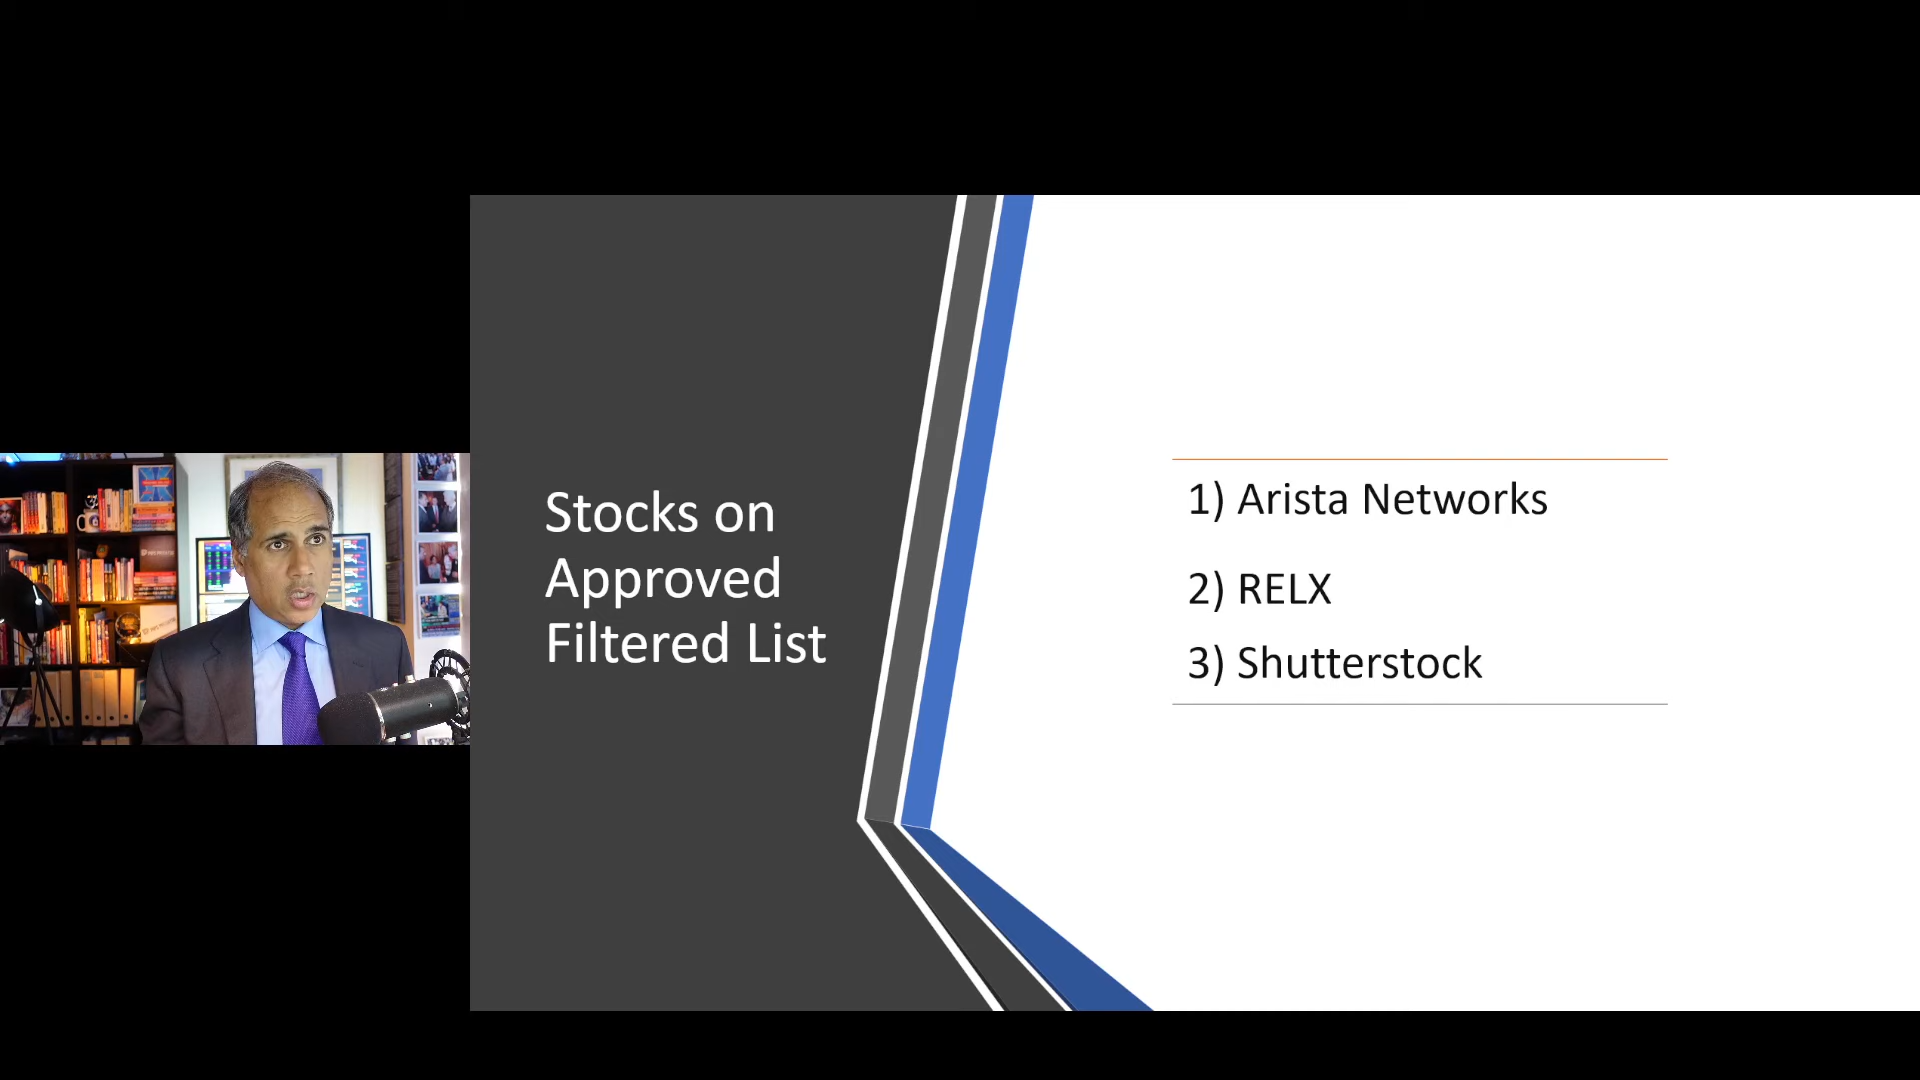 Stocks on
Approved
Filtered List
1) Arista Networks
2) RELX
3) Shutterstock